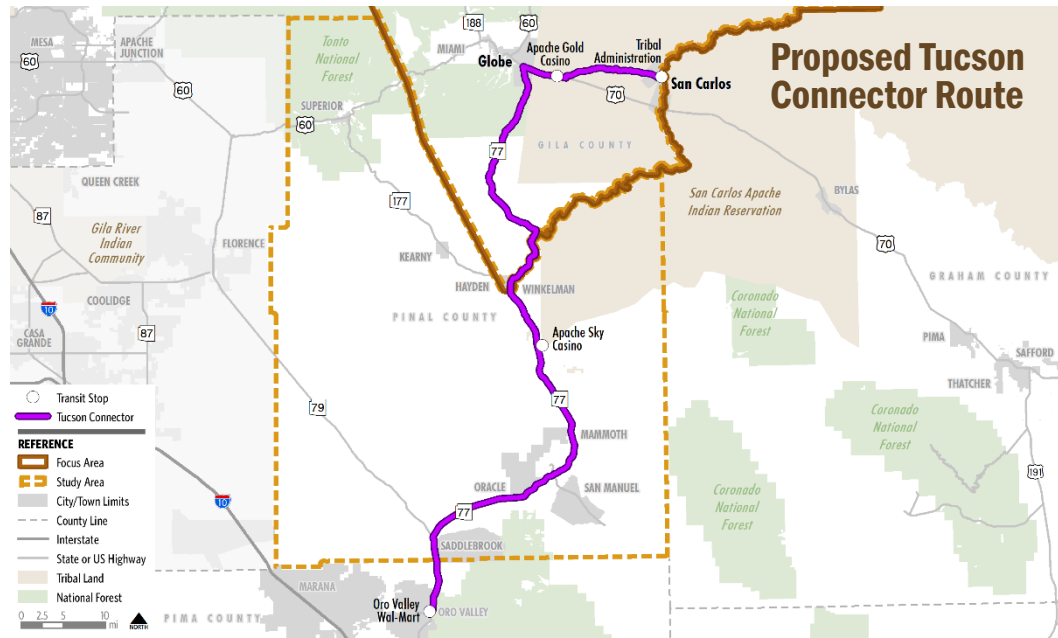 Proposed Tucson
Connector Route
MESA
APACHE
JUNCTION
60
60
188
60
MIAMI
Globe
Apache Gold
Casino
Tribal
Administration
San Carlos
70
Tonto
National
Forest
SUPERIOR
60
77
GILA COUNTY
QUEEN CREEK
177
San Carlos Apache
Indian Reservation
BYLAS
70
87
Gila River
Indian
Community
FLORENCE
KEARNY
HAYDEN
WINKELMAN
GRAHAM COUNTY
COOLIDGE
10
PINAL COUNTY
Coronado
National
Forest
CASA
GRANDE
87
Apache Sky
Casino
PIMA
SAFFORD
THATCHER
79
77
Coronado
National
Forest
MAMMOTH
ORACLE
SAN MANUEL
191
10
77
Coronado
National
Forest
SADDLEBROOK
MARANA
PIMA COUNTY
Oro Valley
Wal-Mart
ORO VALLEY
Transit Stop
Tucson Connector
REFERENCE
Focus Area
Study Area
City/Town Limits
County Line
Interstate
State or US Highway
Tribal Land
National Forest
0 2.5 5 10
mi
NORTH